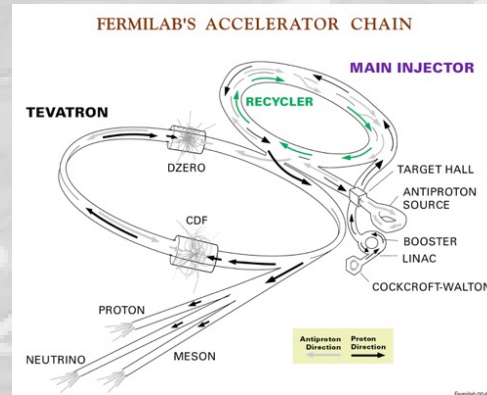 FERMILAB'S ACCELERATOR CHAIN
MAIN INJECTOR
RECYCLER
TEVATRON
DZERO
TARGET HALL
ANTIPROTON
SOURCE
CDF
BOOSTER
LINAC
COCKCROFT-WALTON
PROTON
NEUTRINO
MESON
Antiproton
Direction
Proton
Direction